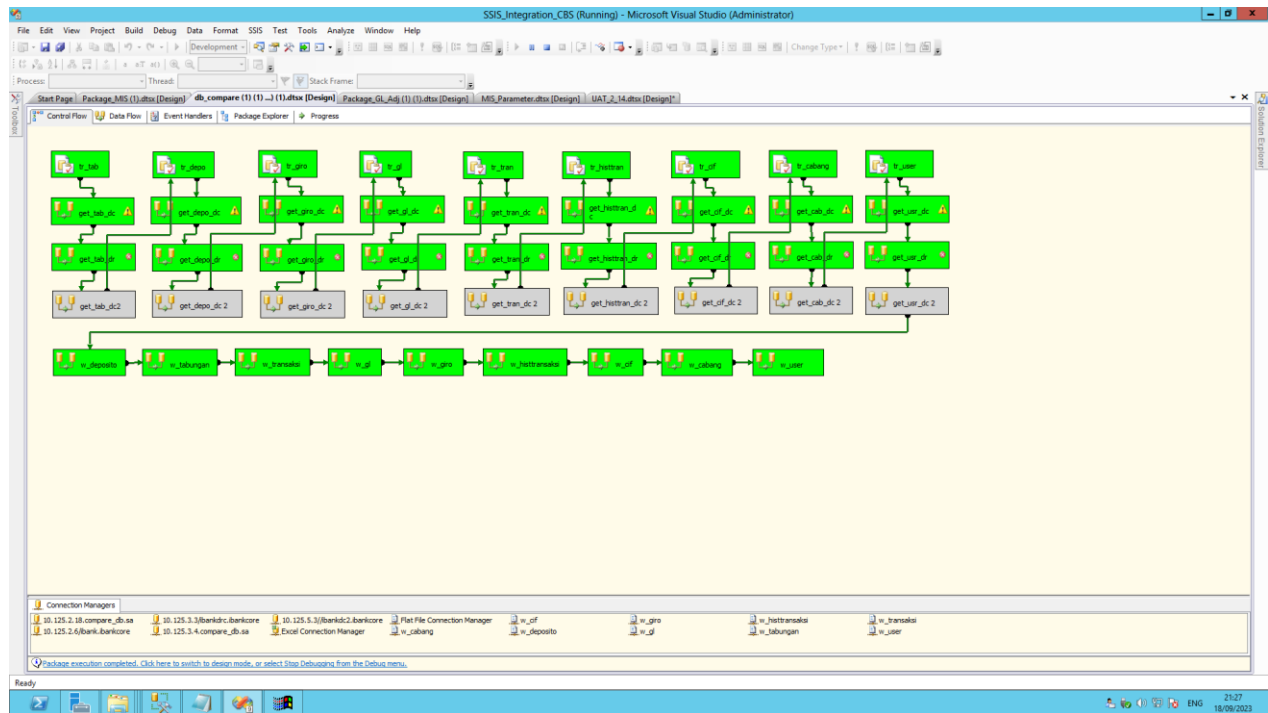 SSIS_Integration_CBS (Running) - Microsoft Visual Studio (Administrator)
File Edit View Project Build Debug Data Format SSIS Test Tools Analyze Window Help
Development Change Type
Process: Thread: Stack Frame:
Start Page Package_MIS (1).dtsx [Design] db_compare (1) (1) ...) (1).dtsx [Design] Package_GL_Adj (1) (1).dtsx [Design] MIS_Parameter.dtsx [Design] UAT_2_14.dtsx [Design]*
Toolbox
Solution Explorer
Control Flow Data Flow Event Handlers Package Explorer Progress
tr_tab tr_depo tr_giro tr_gl tr_tran tr_histtran tr_cif tr_cabang tr_user
get_tab_dc get_depo_dc get_giro_dc get_gl_dc get_tran_dc get_histtran_d get_cif_dc get_cab_dc get_usr_dc
c
get_tab_dr get_depo_dr get_giro_dr get_gl_d get_tran_dr get_histtran_dr get_cif_dr get_cab_dr get_usr_dr
get_tab_dc2 get_depo_dc 2 get_giro_dc 2 get_gl_dc 2 get_tran_dc 2 get_histtran_dc 2 get_cif_dc 2 get_cab_dc 2 get_usr_dc 2
w_deposito w_tabungan w_transaksi w_gl w_giro w_histtransaksi w_cif w_cabang w_user
Connection Managers
10.125.2.18.compare_db.sa 10.125.3.3/ibankdrc.ibankcore 10.125.5.3//ibankdc2.ibankcore Flat File Connection Manager w_cif w_giro w_histtransaksi w_transaksi
10.125.2.6/ibank.ibankcore 10.125.3.4.compare_db.sa Excel Connection Manager w_cabang w_deposito w_gl w_tabungan w_user
Package execution completed. Click here to switch to design mode, or select Stop Debugging from the Debug menu.
Ready
ENG 21:27
18/09/2023